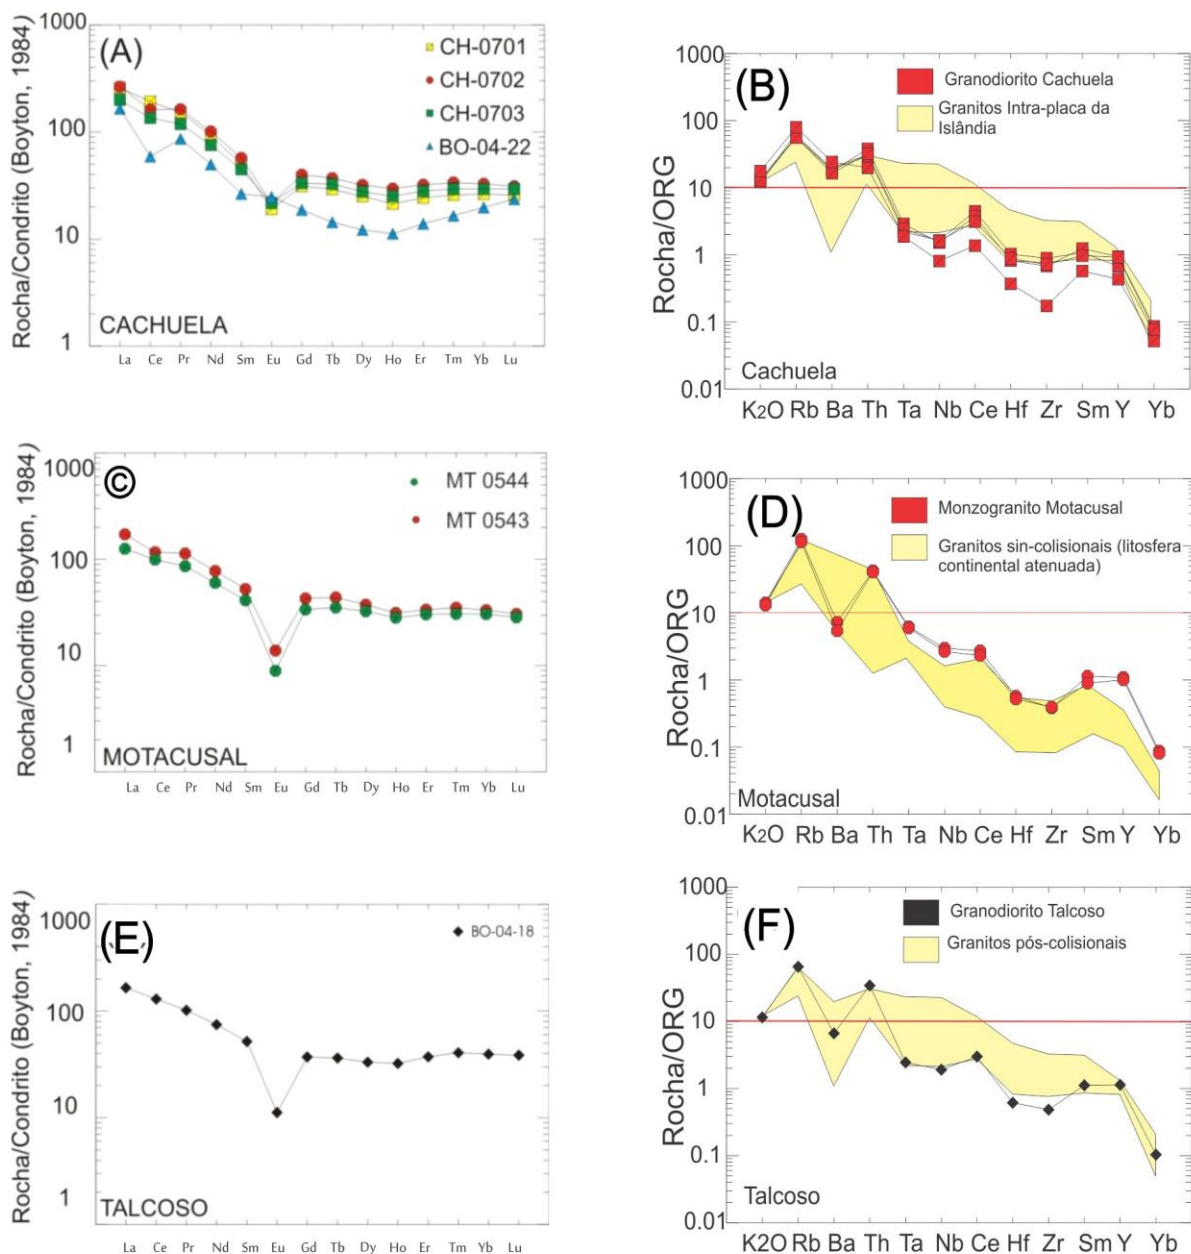 (A)
1000
100
10
1
Rocha/Condrito (Boyton, 1984)
CH-0701
CH-0702
CH-0703
BO-04-22
CACHUELA
La Ce Pr Nd Sm Eu Gd Tb Dy Ho Er Tm Yb Lu
(B)
1000
100
10
1
0.1
0.01
Rocha/ORG
Granodiorito Cachuela
Granitos Intra-placa da
Islândia
Cachuela
K2O Rb Ba Th Ta Nb Ce Hf Zr Sm Y Yb
©
1000
100
10
1
Rocha/Condrito (Boyton, 1984)
MT 0544
MT 0543
MOTACUSAL
La Ce Pr Nd Sm Eu Gd Tb Dy Ho Er Tm Yb Lu
(D)
1000
100
10
1
0.1
0.01
Rocha/ORG
Monzogranito Motacusal
Granitos sin-colisionais (litosfera
continental atenuada)
Motacusal
K2O Rb Ba Th Ta Nb Ce Hf Zr Sm Y Yb
(E)
1000
100
10
1
Rocha/Condrito (Boyton, 1984)
BO-04-18
TALCOSO
La Ce Pr Nd Sm Eu Gd Tb Dy Ho Er Tm Yb Lu
(F)
1000
100
10
1
0.1
0.01
Rocha/ORG
Granodiorito Talcoso
Granitos pós-colisionais
Talcoso
K2O Rb Ba Th Ta Nb Ce Hf Zr Sm Y Yb